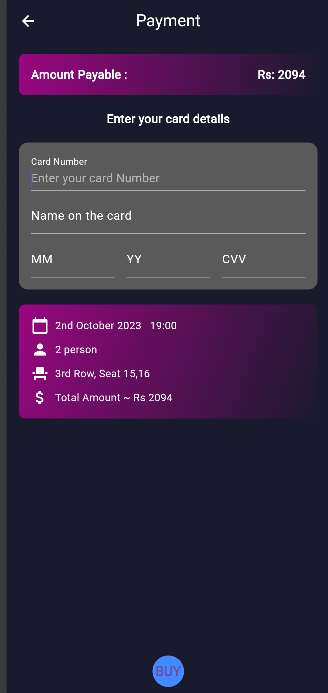 Payment
Amount Payable : Rs: 2094
Enter your card details
Card Number
Enter your card Number
Name on the card
MM YY CVV
2nd October 2023 19:00
2 person
3rd Row, Seat 15,16
$ Total Amount ~ Rs 2094
BUY